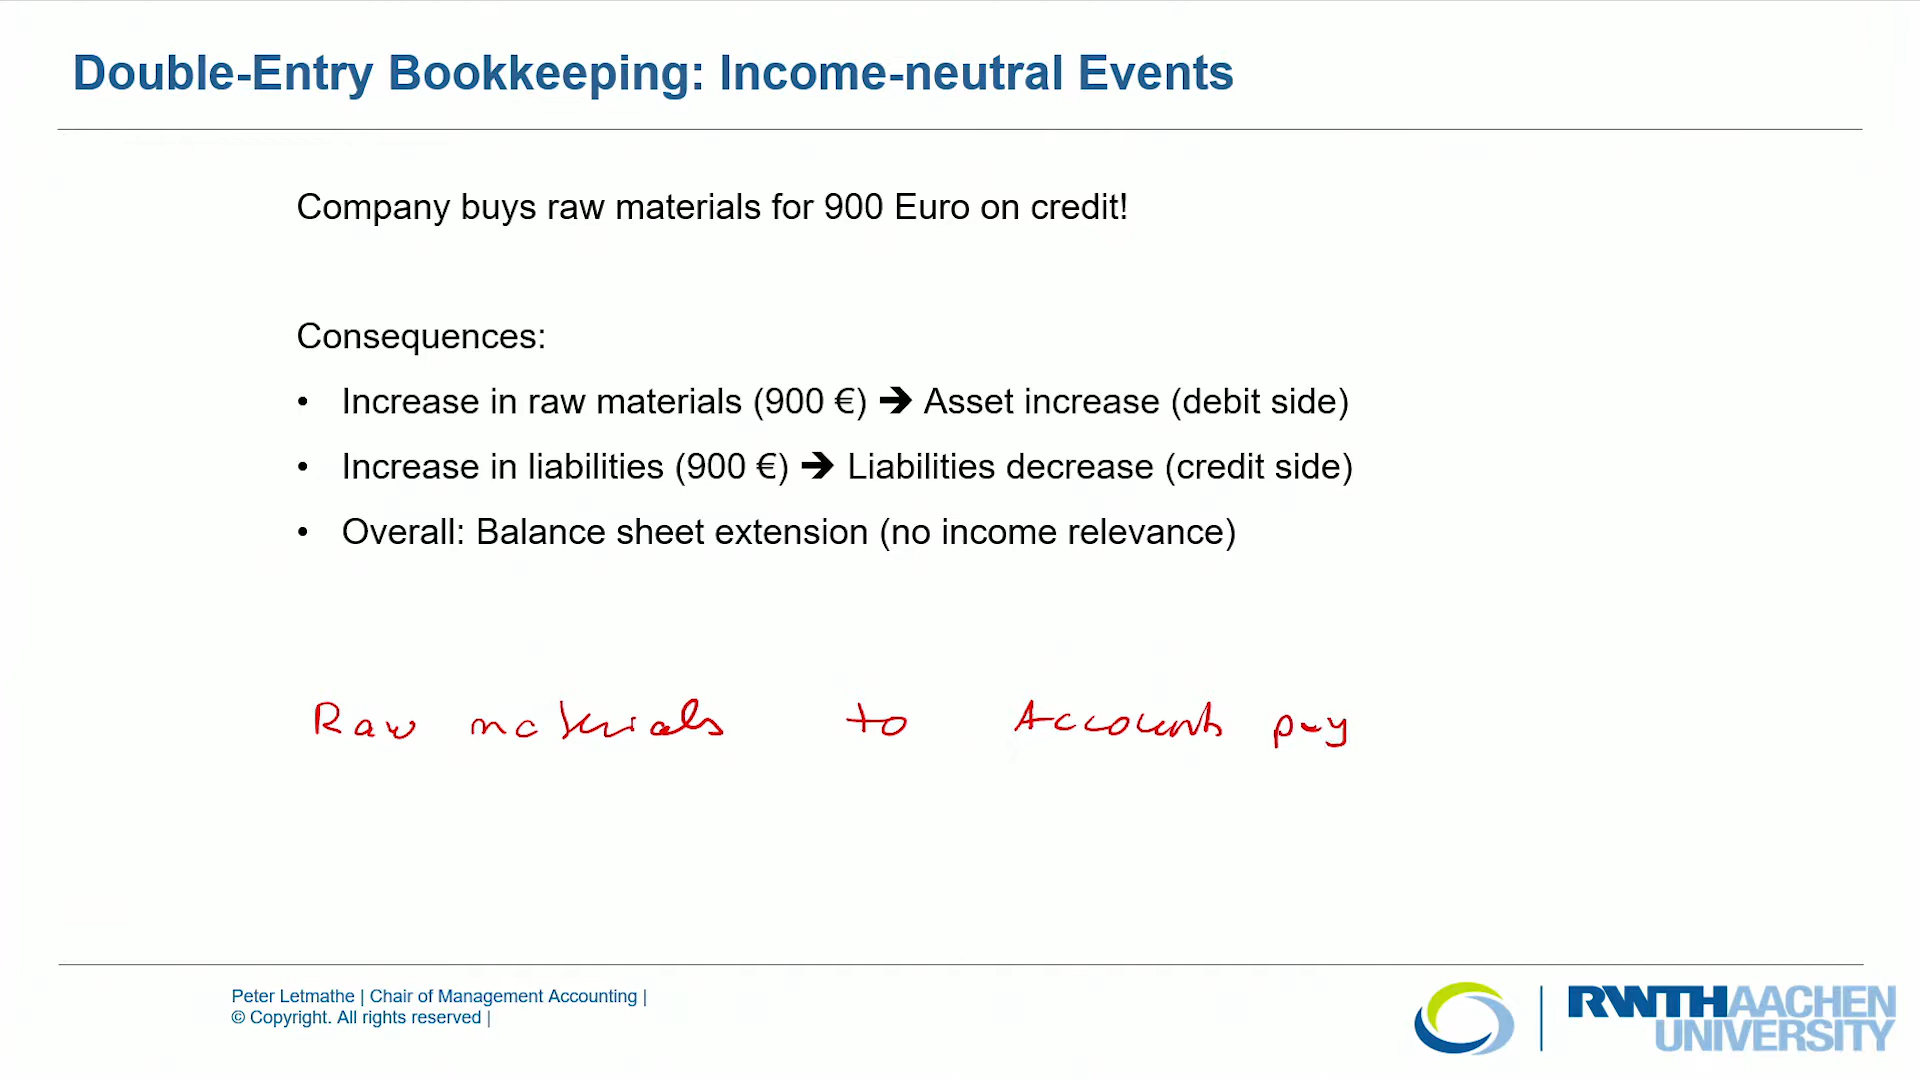 Double-Entry Bookkeeping: Income-neutral Events
Company buys raw materials for 900 Euro on credit!
Consequences:
• Increase in raw materials (900 €) ➔ Asset increase (debit side)
• Increase in liabilities (900 €) ➔ Liabilities decrease (credit side)
• Overall: Balance sheet extension (no income relevance)
Raw materials to Accounts pay
Peter Letmathe | Chair of Management Accounting |
© Copyright. All rights reserved |
RWTHAACHEN
UNIVERSITY